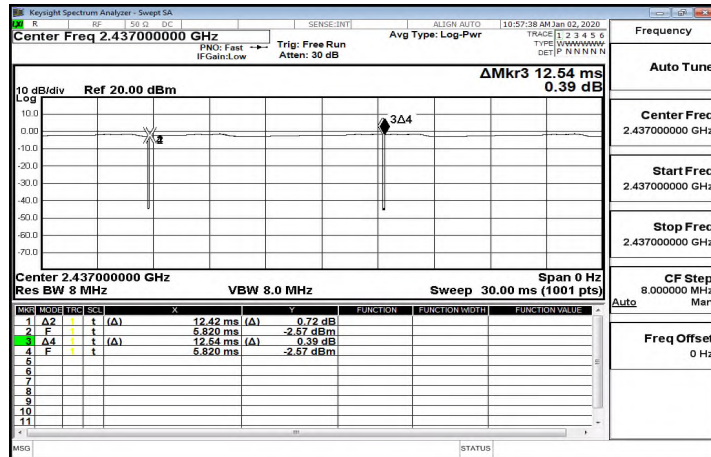 Keysight Spectrum Analyzer - Swept SA
LXI R RF 50 Ω DC SENSE:INT ALIGN AUTO 10:57:38 AM Jan 02, 2020
Center Freq 2.437000000 GHz
PNO: Fast
IFGain:Low
Trig: Free Run
Atten: 30 dB
Avg Type: Log-Pwr
TRACE 1 2 3 4 5 6
TYPE WWWWWW
DET P N N N N N
ΔMkr3 12.54 ms
0.39 dB
10 dB/div Ref 20.00 dBm
Log
10.0
0.00
-10.0
-20.0
-30.0
-40.0
-50.0
-60.0
-70.0
3Δ4
Center 2.437000000 GHz Span 0 Hz
Res BW 8 MHz VBW 8.0 MHz Sweep 30.00 ms (1001 pts)
MKR MODE TRC SCL X Y FUNCTION FUNCTION WIDTH FUNCTION VALUE
1 Δ2 1 t (Δ) 12.42 ms (Δ) 0.72 dB
2 F 1 t 5.820 ms -2.57 dBm
3 Δ4 1 t (Δ) 12.54 ms (Δ) 0.39 dB
4 F 1 t 5.820 ms -2.57 dBm
5
6
7
8
9
10
11
MSG STATUS
Frequency
Auto Tune
Center Freq
2.437000000 GHz
Start Freq
2.437000000 GHz
Stop Freq
2.437000000 GHz
CF Step
8.000000 MHz
Auto Man
Freq Offset
0 Hz